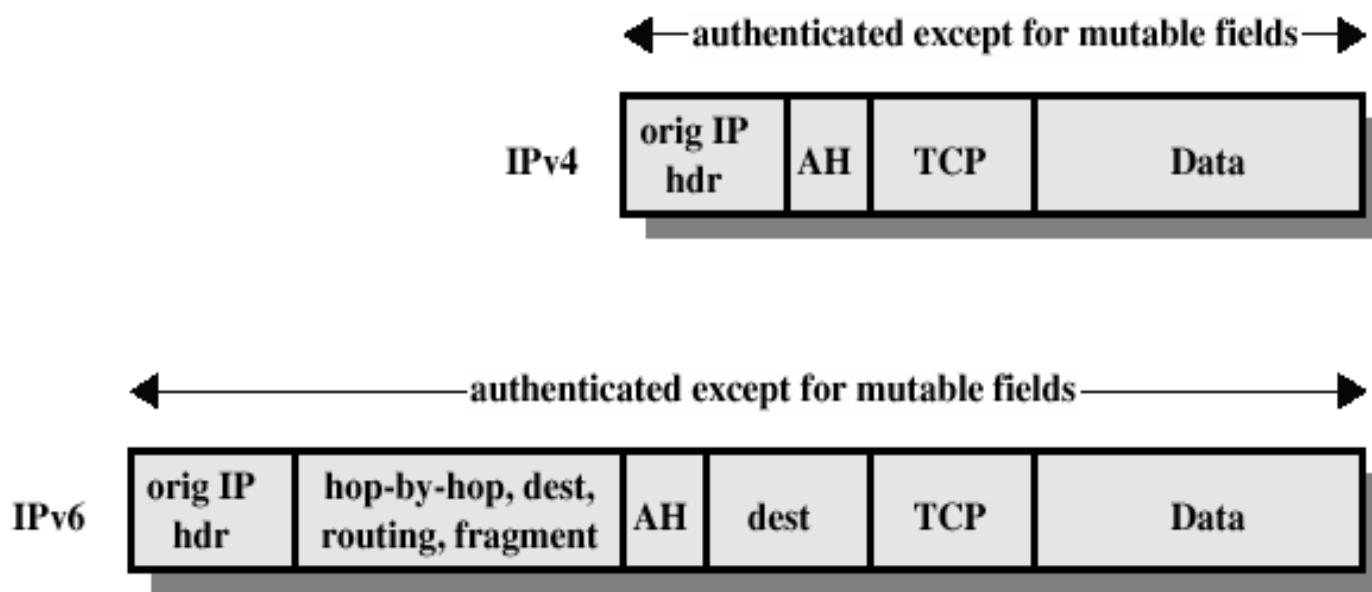 authenticated except for mutable fields
IPv4
orig IP
hdr
AH
TCP
Data
authenticated except for mutable fields
IPv6
orig IP
hdr
hop-by-hop, dest,
routing, fragment
AH
dest
TCP
Data